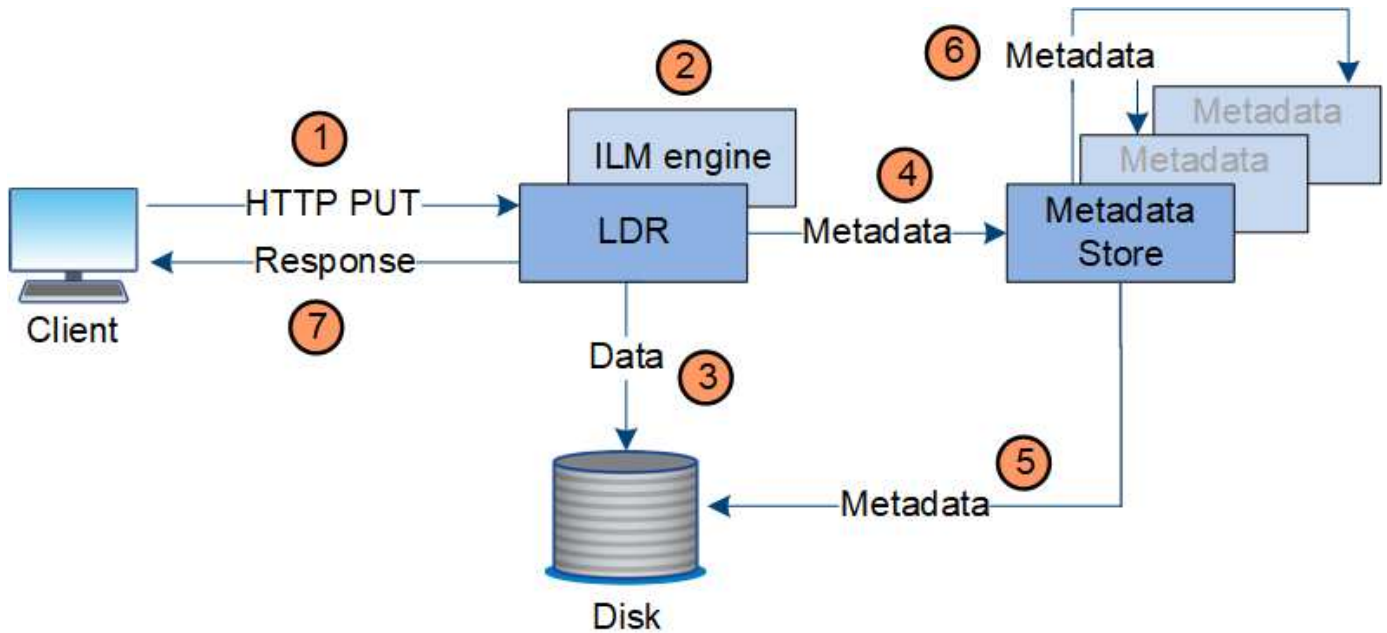 1
HTTP PUT
Response
7
Client
2
ILM engine
LDR
Data
3
Disk
4
Metadata
6
Metadata
Metadata
Metadata
Metadata
Store
5
Metadata